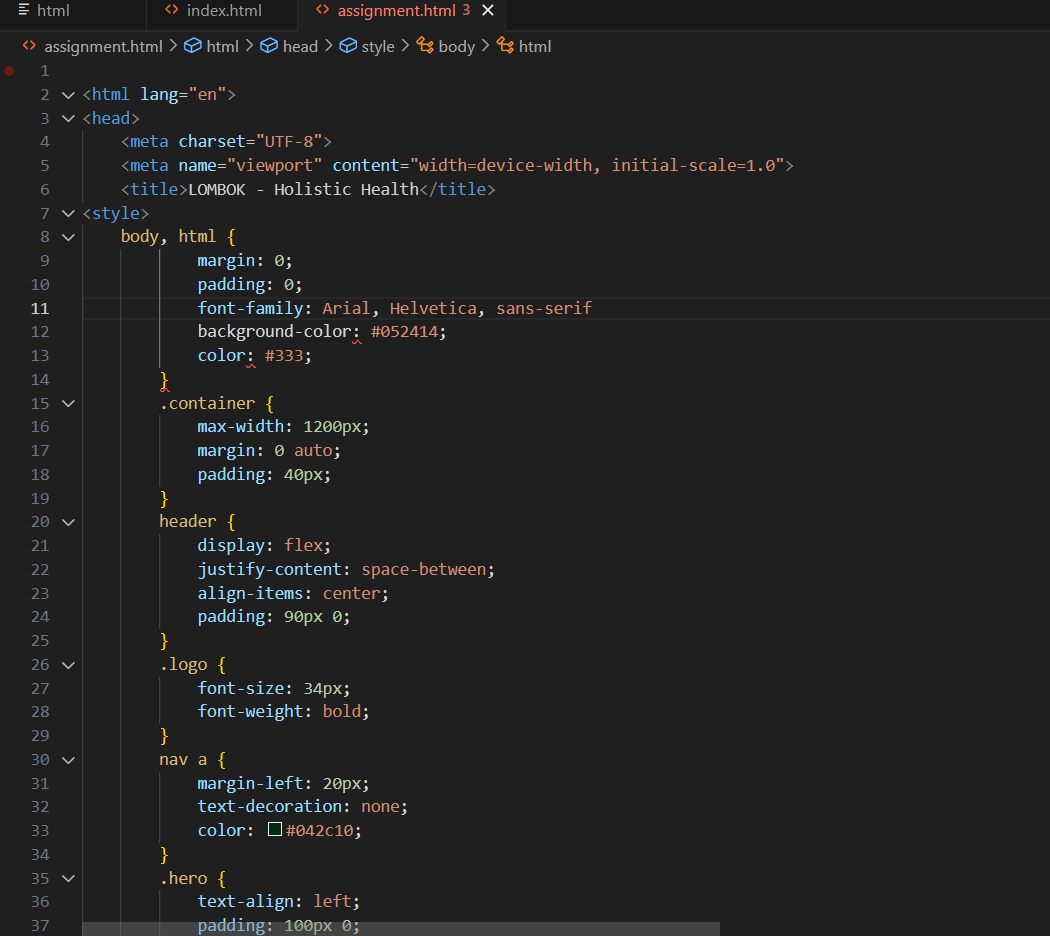 html
index.html
assignment.html 3
assignment.html > html > head > style > body > html
1
2 <html lang="en">
3 <head>
4 <meta charset="UTF-8">
5 <meta name="viewport" content="width=device-width, initial-scale=1.0">
6 <title>LOMBOK - Holistic Health</title>
7 <style>
8 body, html {
9 margin: 0;
10 padding: 0;
11 font-family: Arial, Helvetica, sans-serif
12 background-color: #052414;
13 color: #333;
14 }
15 .container {
16 max-width: 1200px;
17 margin: 0 auto;
18 padding: 40px;
19 }
20 header {
21 display: flex;
22 justify-content: space-between;
23 align-items: center;
24 padding: 90px 0;
25 }
26 .logo {
27 font-size: 34px;
28 font-weight: bold;
29 }
30 nav a {
31 margin-left: 20px;
32 text-decoration: none;
33 color: #042c10;
34 }
35 .hero {
36 text-align: left;
37 padding: 100px 0;